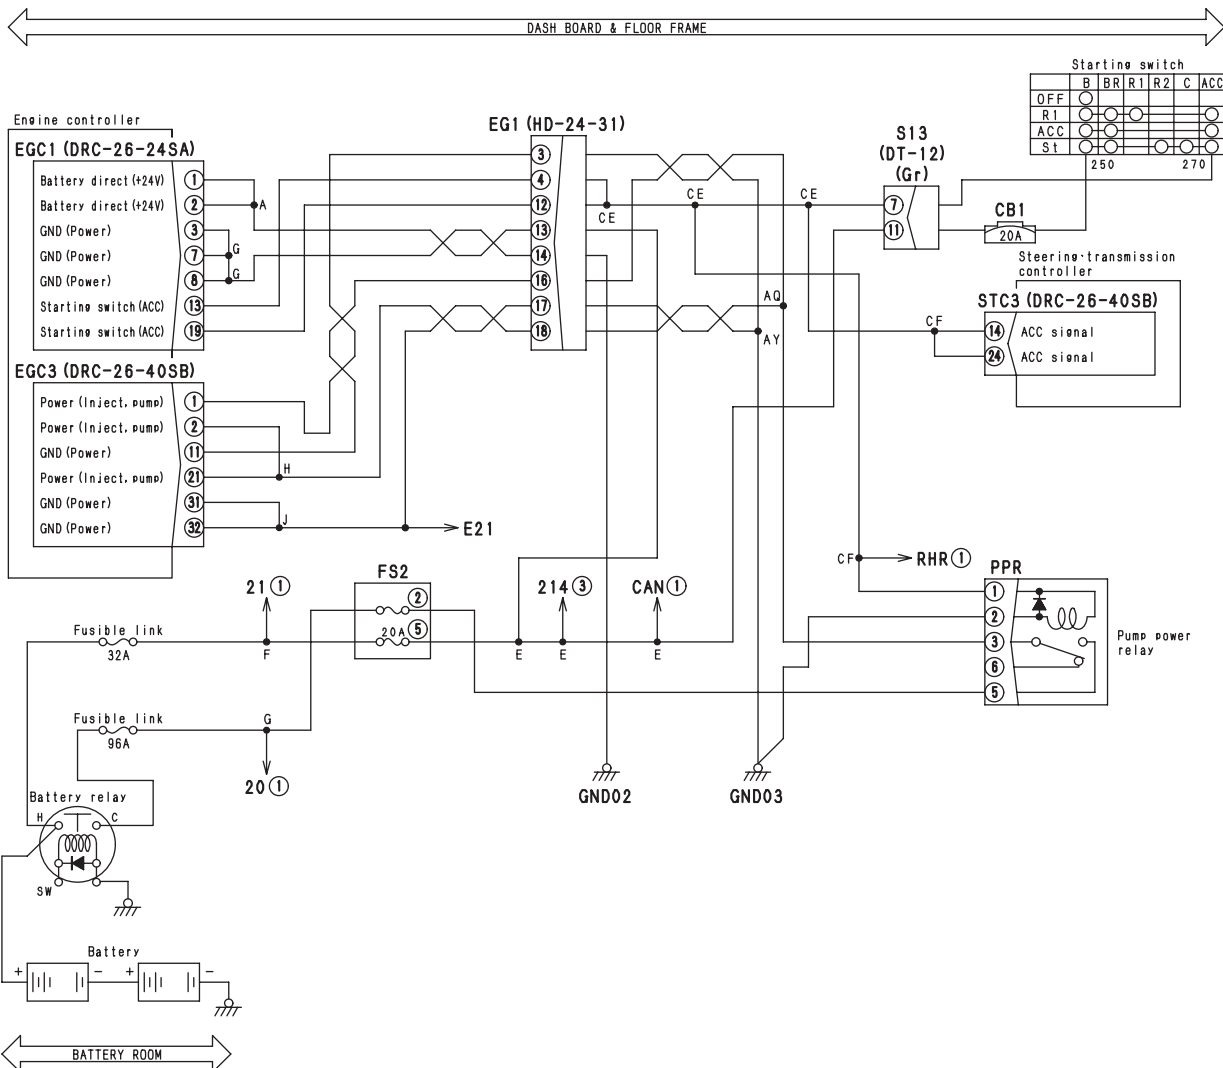 DASH BOARD & FLOOR FRAME
Starting switch
B BR R1 R2 C ACC
OFF
R1
ACC
St
250 270
Engine controller
EGC1 (DRC-26-24SA)
Battery direct (+24V) 1
Battery direct (+24V) 2
GND (Power) 3
GND (Power) 7
GND (Power) 8
Starting switch (ACC) 13
Starting switch (ACC) 19
A
G
G
EGC3 (DRC-26-40SB)
Power (Inject. pump) 1
Power (Inject. pump) 2
GND (Power) 11
Power (Inject. pump) 21
GND (Power) 31
GND (Power) 32
H
J
E21
EG1 (HD-24-31)
3
4
12
13
14
16
17
18
CE
CE
CE
AQ
AY
S13
(DT-12)
(Gr)
7
11
CB1
20A
Steering·transmission
controller
STC3 (DRC-26-40SB)
14 ACC signal
24 ACC signal
CF
CF
RHR 1
PPR
1
2
3
6
5
Pump power
relay
21 1
FS2
2
20A 5
214 3
CAN 1
Fusible link
32A
F
E
E
E
Fusible link
96A
G
20 1
GND02
GND03
Battery relay
H
C
SW
Battery
+ - + -
BATTERY ROOM